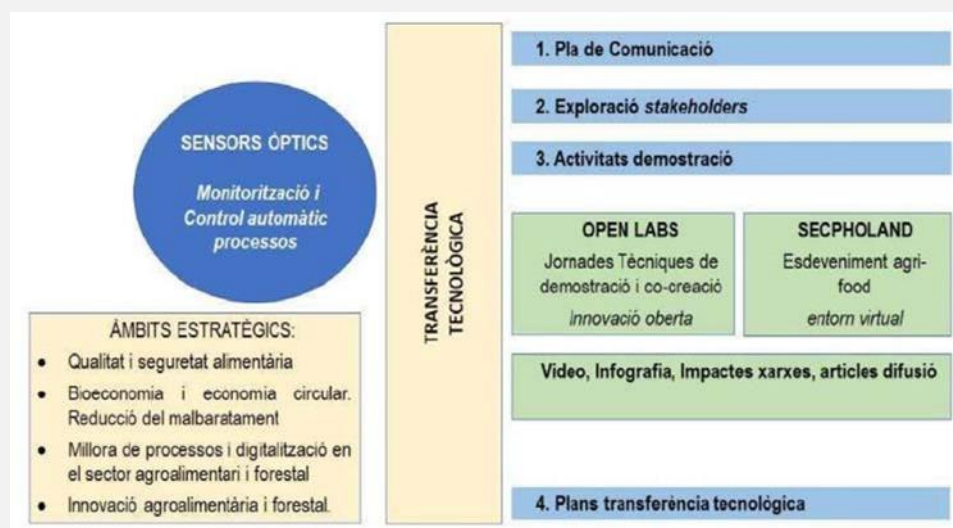 SENSORS ÒPTICS
Monitorització i
Control automàtic
processos
ÀMBITS ESTRATÈGICS:
● Qualitat i seguretat alimentària
● Bioeconomia i economia circular.
Reducció del malbaratament
● Millora de processos i digitalització en
el sector agroalimentari i forestal
● Innovació agroalimentària i forestal.
TRANSFERÈNCIA
TECNOLÒGICA
1. Pla de Comunicació
2. Exploració stakeholders
3. Activitats demostració
OPEN LABS
Jornades Tècniques de
demostració i co-creació
Innovació oberta
SECPHOLAND
Esdeveniment agri-
food
entorn virtual
Video, Infografia, Impactes xarxes, articles difusió
4. Plans transferència tecnològica